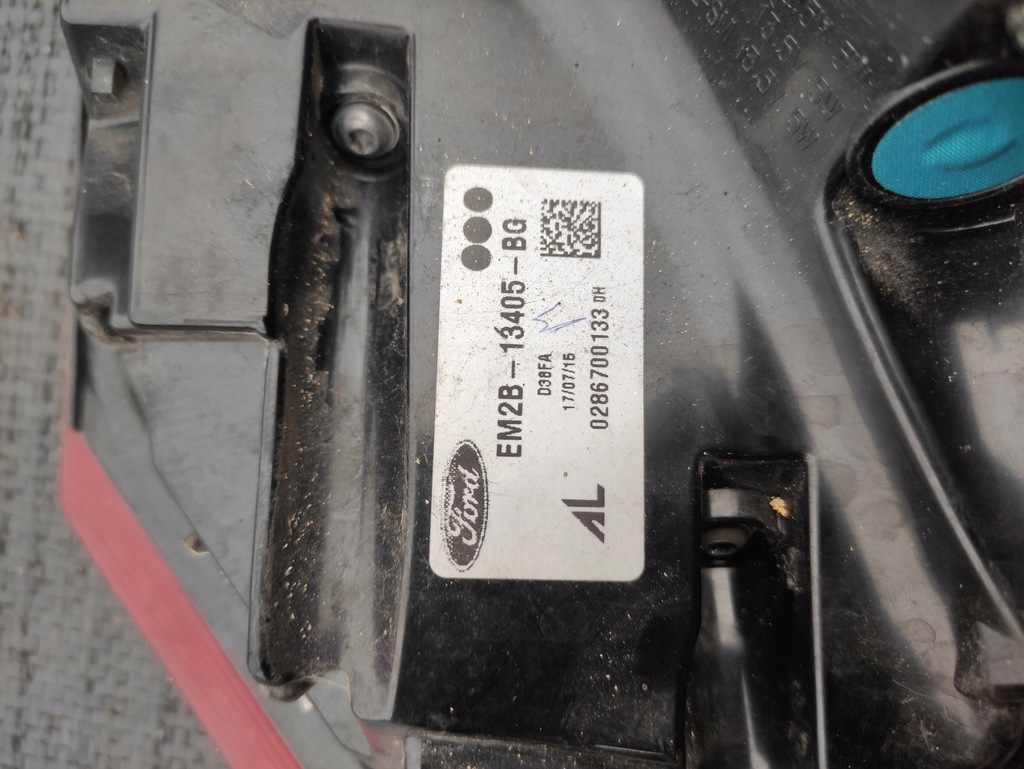 Ford
EM2B-13405-BG
D38FA
17/07/15
0286700133 DH
AL